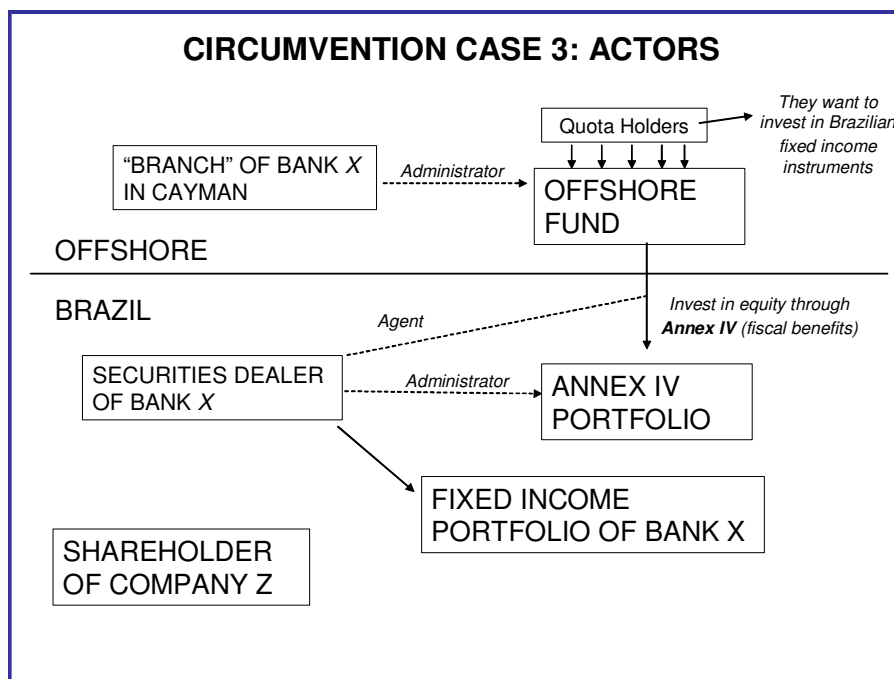 CIRCUMVENTION CASE 3: ACTORS
They want to
invest in Brazilian
fixed income
instruments
Quota Holders
"BRANCH" OF BANK X
IN CAYMAN
Administrator
OFFSHORE
FUND
OFFSHORE
BRAZIL
Invest in equity through
Annex IV (fiscal benefits)
Agent
SECURITIES DEALER
OF BANK X
Administrator
ANNEX IV
PORTFOLIO
FIXED INCOME
PORTFOLIO OF BANK X
SHAREHOLDER
OF COMPANY Z